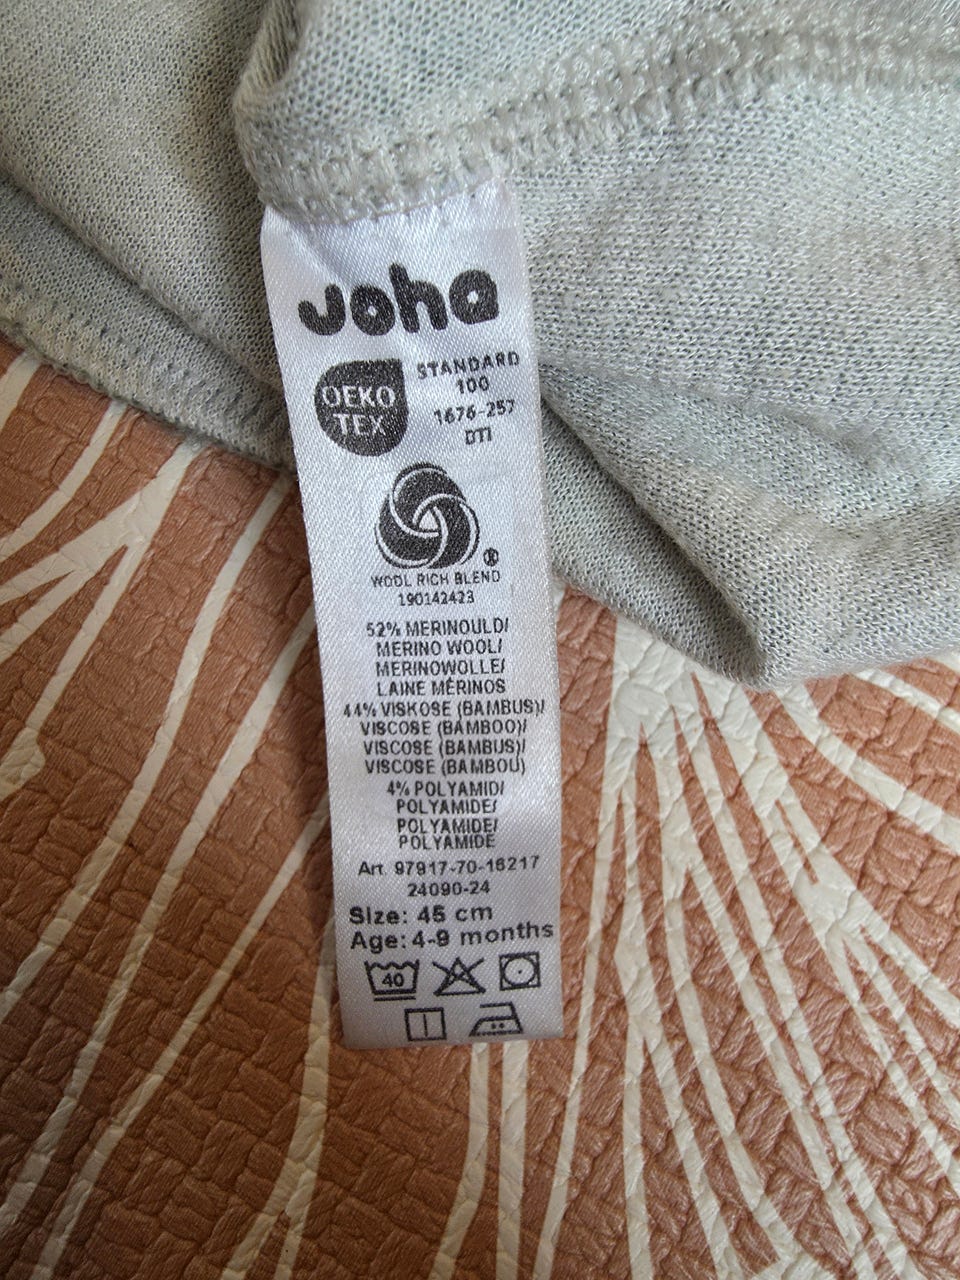 Joha
OEKO
TEX
STANDARD
100
1676-257
DTI
®
WOOL RICH BLEND
190142423
52% MERINOULD/
MERINO WOOL/
MERINOWOLLE/
LAINE MÉRINOS
44% VISKOSE (BAMBUS)/
VISCOSE (BAMBOO)/
VISCOSE (BAMBUS)/
VISCOSE (BAMBOU)
4% POLYAMID/
POLYAMIDE/
POLYAMIDE/
POLYAMIDE
Art. 97917-70-16217
24090-24
Size: 45 cm
Age: 4-9 months
40